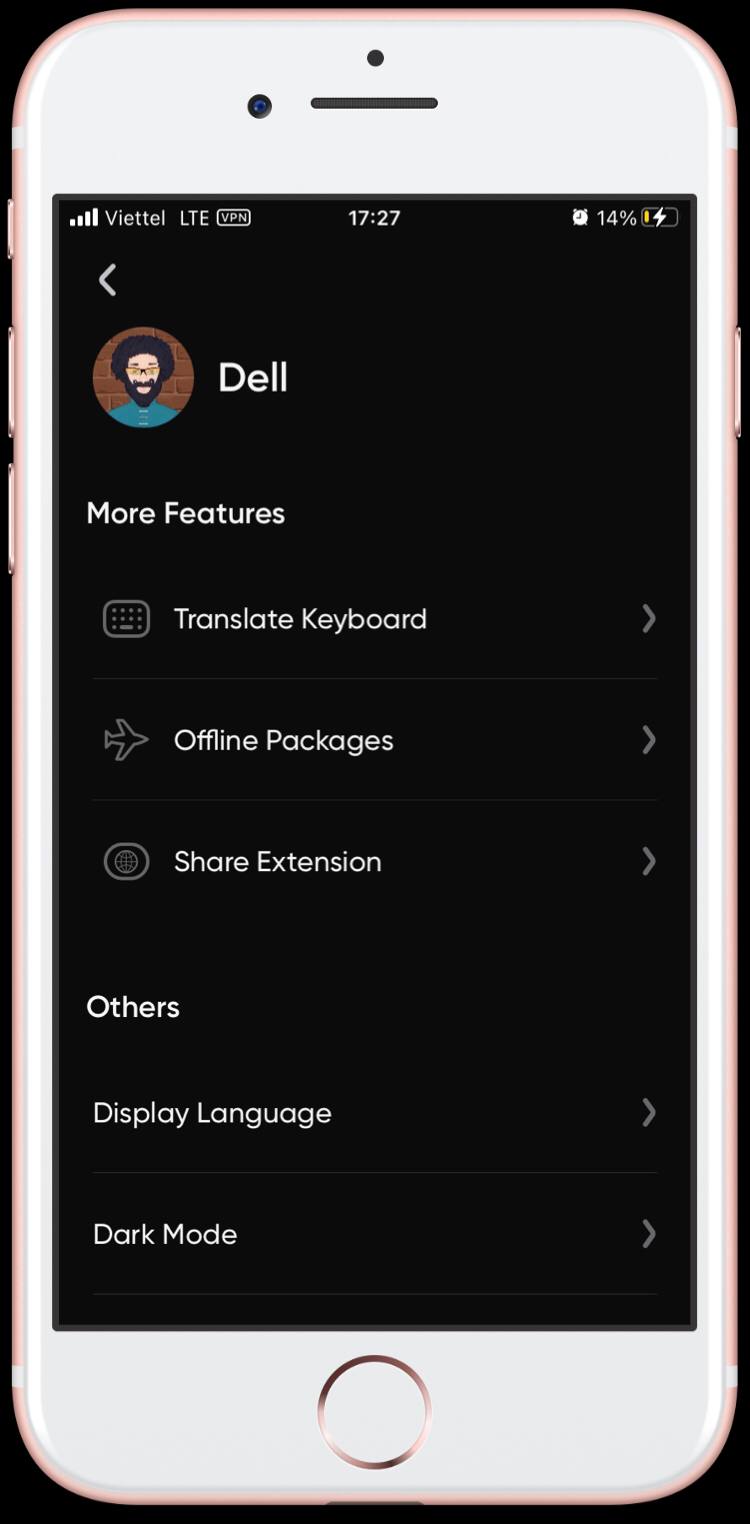 Viettel LTE VPN 17:27 14%
Dell
More Features
Translate Keyboard
Offline Packages
Share Extension
Others
Display Language
Dark Mode